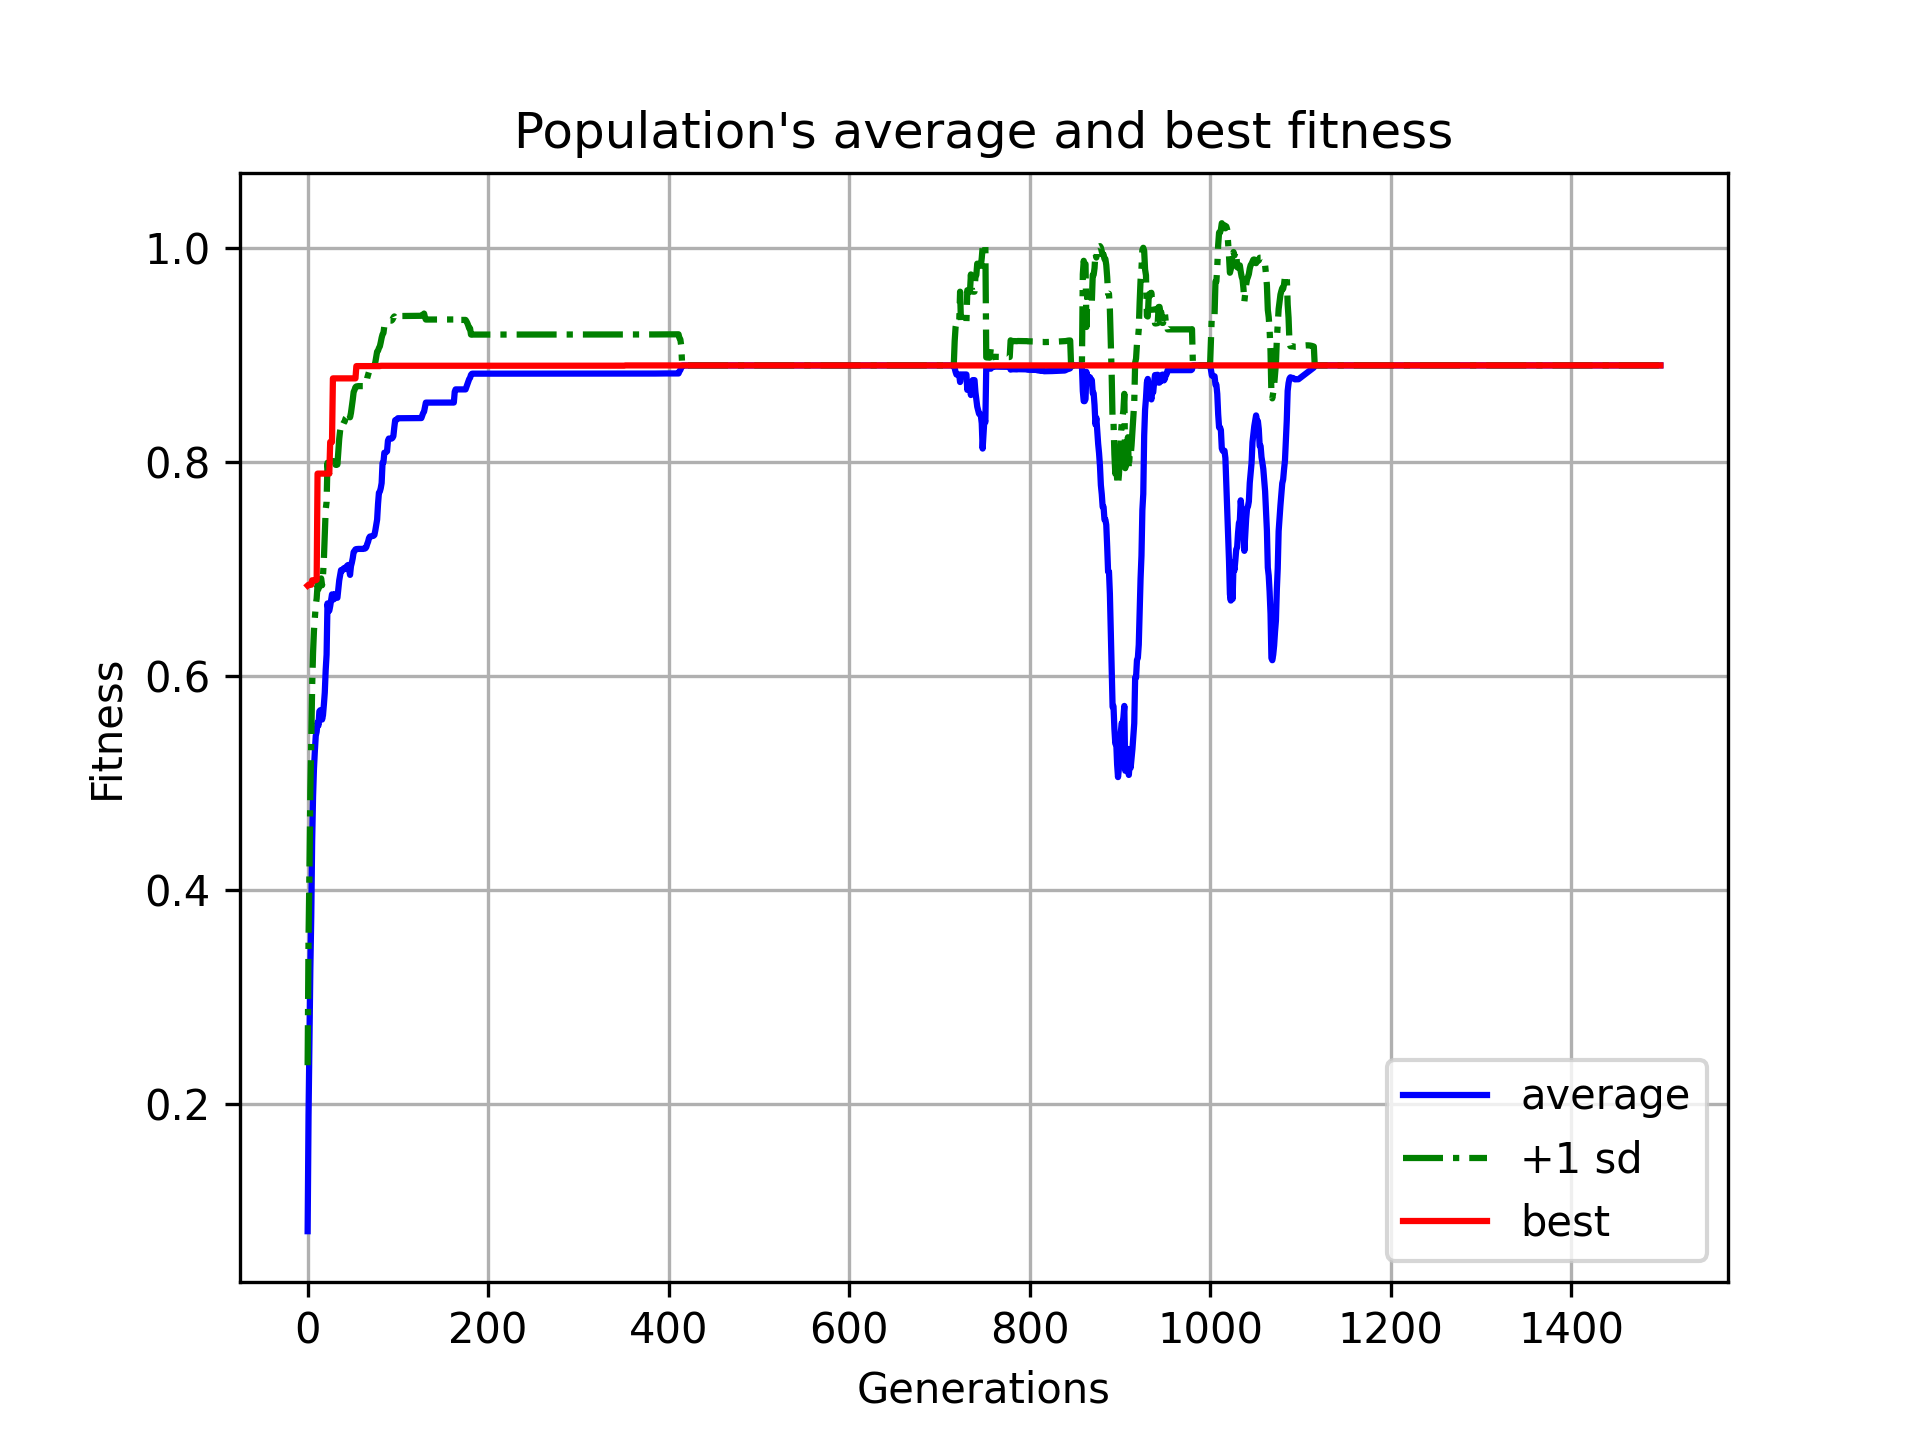 Population's average and best fitness
1.0
0.8
0.6
0.4
0.2
Fitness
0 200 400 600 800 1000 1200 1400
Generations
average
+1 sd
best